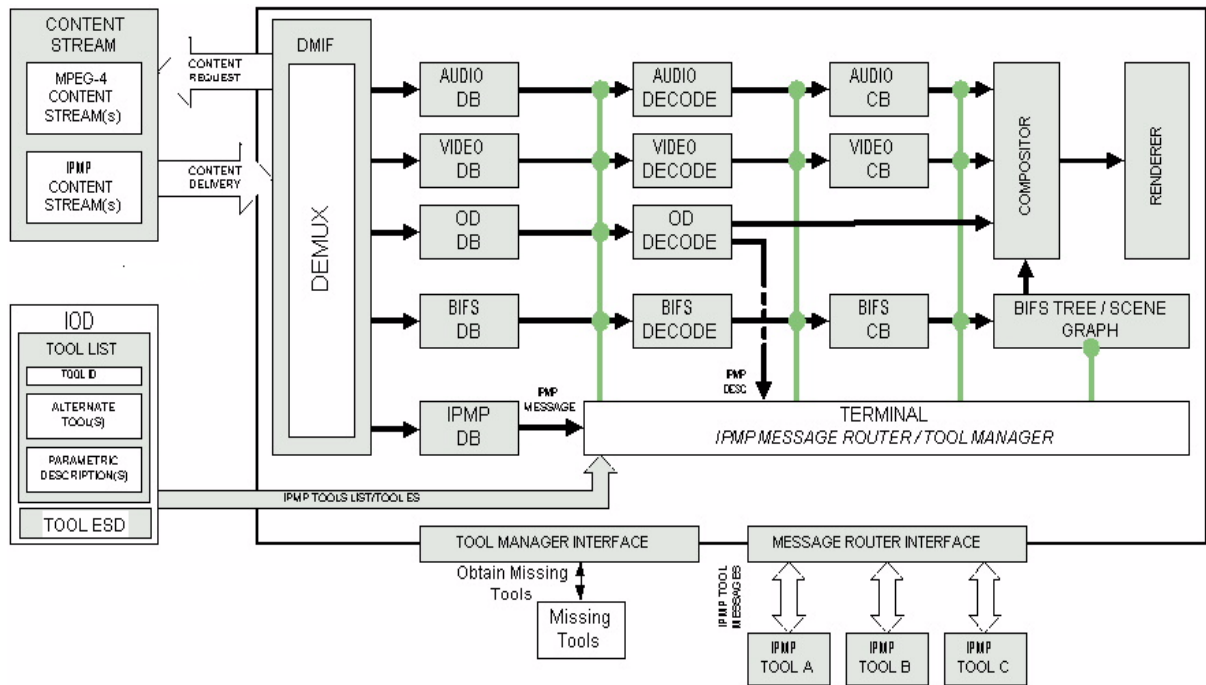 CONTENT
STREAM
MPEG-4
CONTENT
STREAM(s)
IPMP
CONTENT
STREAM(s)
CONTENT
REQUEST
CONTENT
DELIVERY
DMIF
DEMUX
AUDIO
DB
AUDIO
DECODE
AUDIO
CB
VIDEO
DB
VIDEO
DECODE
VIDEO
CB
OD
DB
OD
DECODE
BIFS
DB
BIFS
DECODE
BIFS
CB
COMPOSITOR
RENDERER
BIFS TREE / SCENE
GRAPH
IPMP
DB
IPMP
MESSAGE
IPMP
DESC
TERMINAL
IPMP MESSAGE ROUTER / TOOL MANAGER
IOD
TOOL LIST
TOOL ID
ALTERNATE
TOOL(S)
PARAMETRIC
DESCRIPTION(S)
TOOL ESD
IPMP TOOLS LIST/TOOL ES
TOOL MANAGER INTERFACE
MESSAGE ROUTER INTERFACE
Obtain Missing
Tools
Missing
Tools
IPMP TOOL
MESSAGES
IPMP
TOOL A
IPMP
TOOL B
IPMP
TOOL C